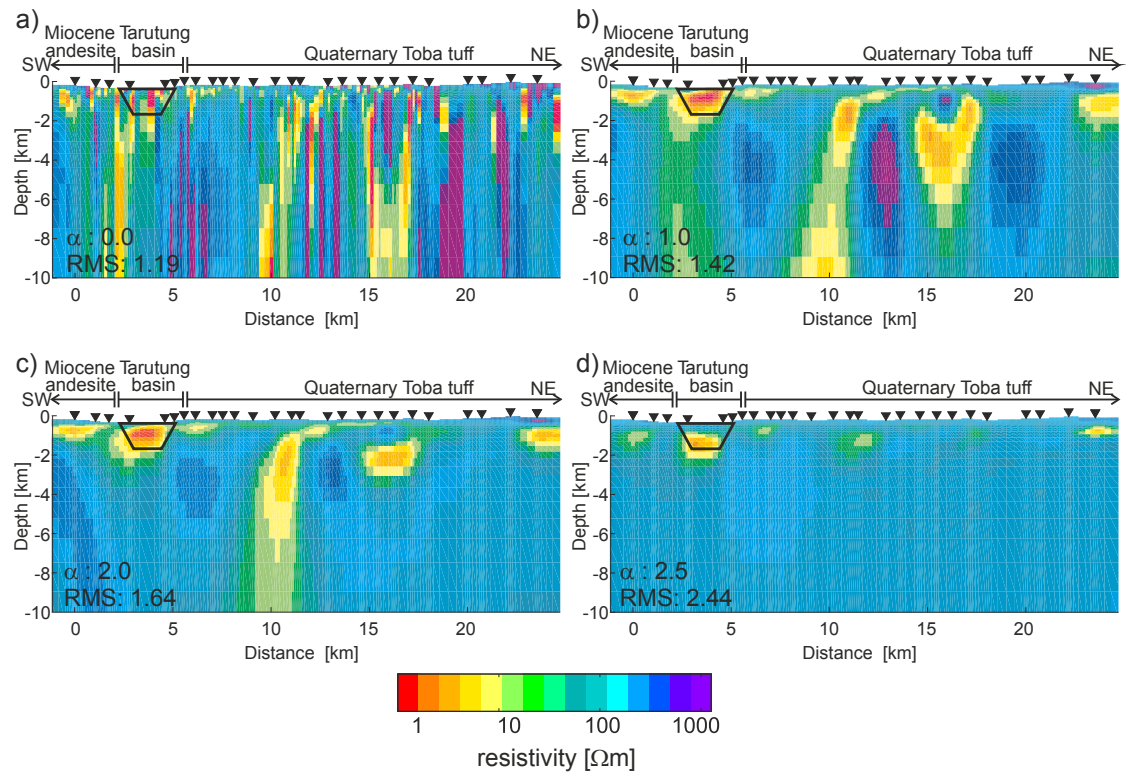 a)
Miocene Tarutung
andesite basin
Quaternary Toba tuff
SW NE
0
-2
-4
-6
-8
-10
Depth [km]
α : 0.0
RMS: 1.19
0 5 10 15 20
Distance [km]
b)
Miocene Tarutung
andesite basin
Quaternary Toba tuff
SW NE
0
-2
-4
-6
-8
-10
Depth [km]
α : 1.0
RMS: 1.42
0 5 10 15 20
Distance [km]
c)
Miocene Tarutung
andesite basin
Quaternary Toba tuff
SW NE
0
-2
-4
-6
-8
-10
Depth [km]
α : 2.0
RMS: 1.64
0 5 10 15 20
Distance [km]
d)
Miocene Tarutung
andesite basin
Quaternary Toba tuff
SW NE
0
-2
-4
-6
-8
-10
Depth [km]
α : 2.5
RMS: 2.44
0 5 10 15 20
Distance [km]
1 10 100 1000
resistivity [Ωm]